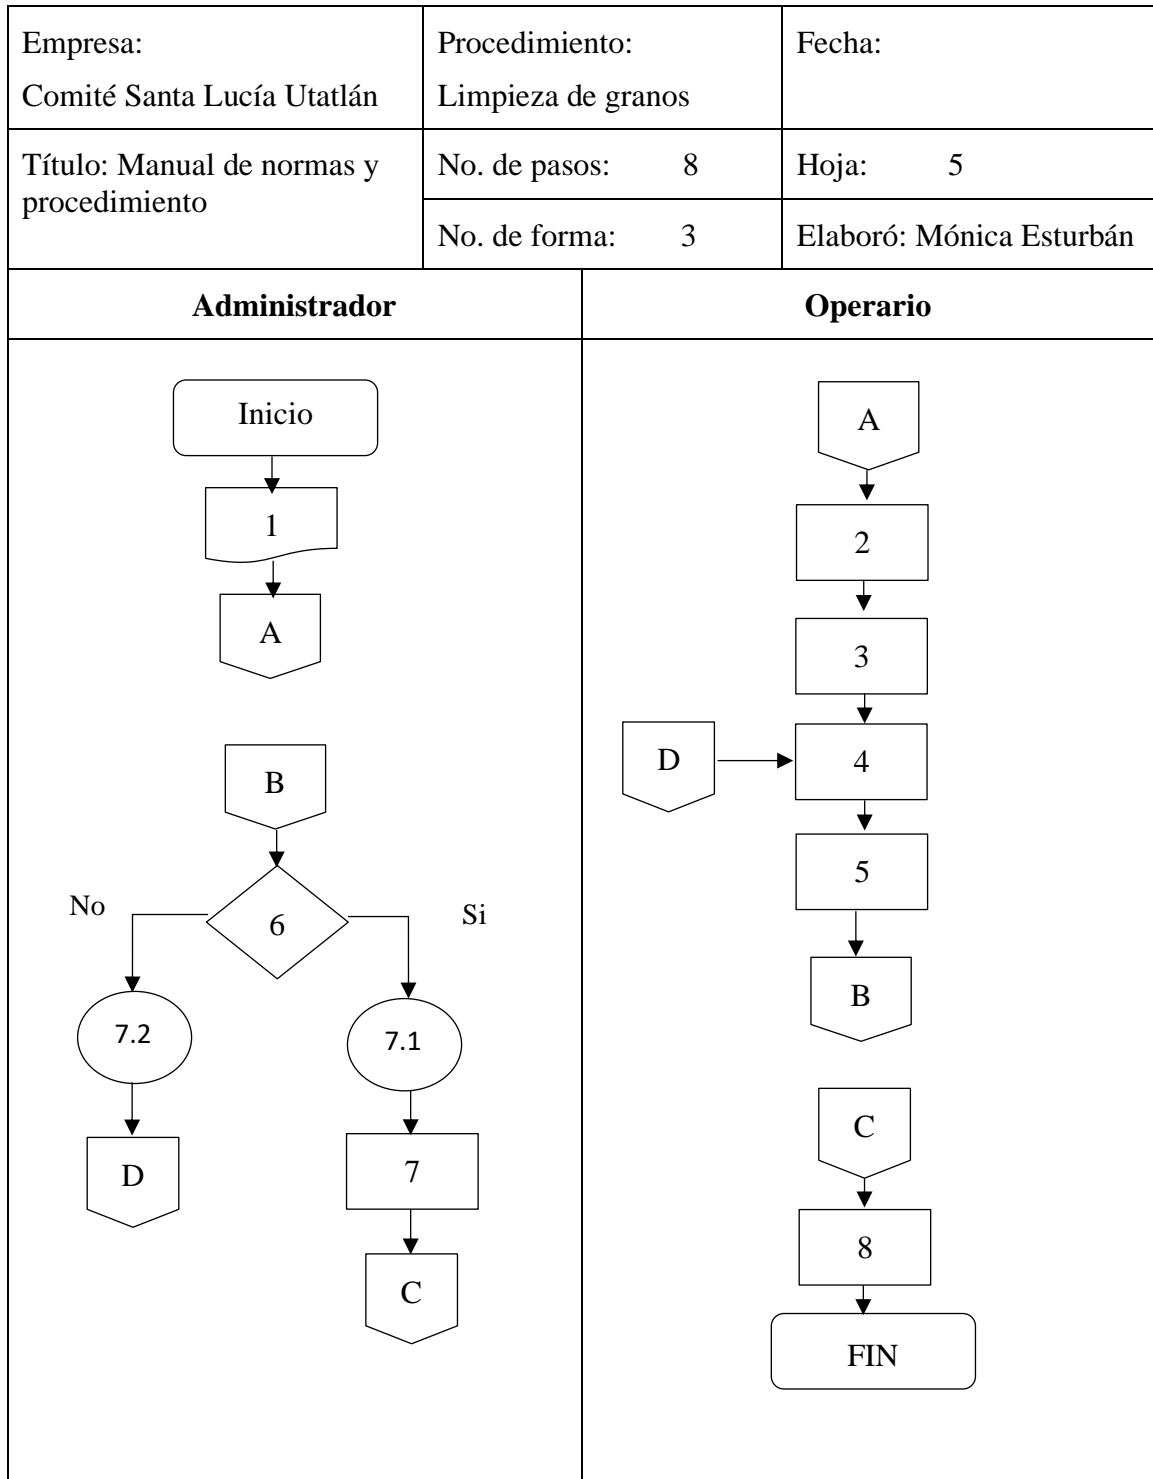 Empresa:
Comité Santa Lucía Utatlán
Procedimiento:
Limpieza de granos
Fecha:
Título: Manual de normas y
procedimiento
No. de pasos: 8
Hoja: 5
No. de forma: 3
Elaboró: Mónica Esturbán
Administrador
Operario
Inicio
1
A
B
No
6
Si
7.2
7.1
D
7
C
A
2
3
D
4
5
B
C
8
FIN